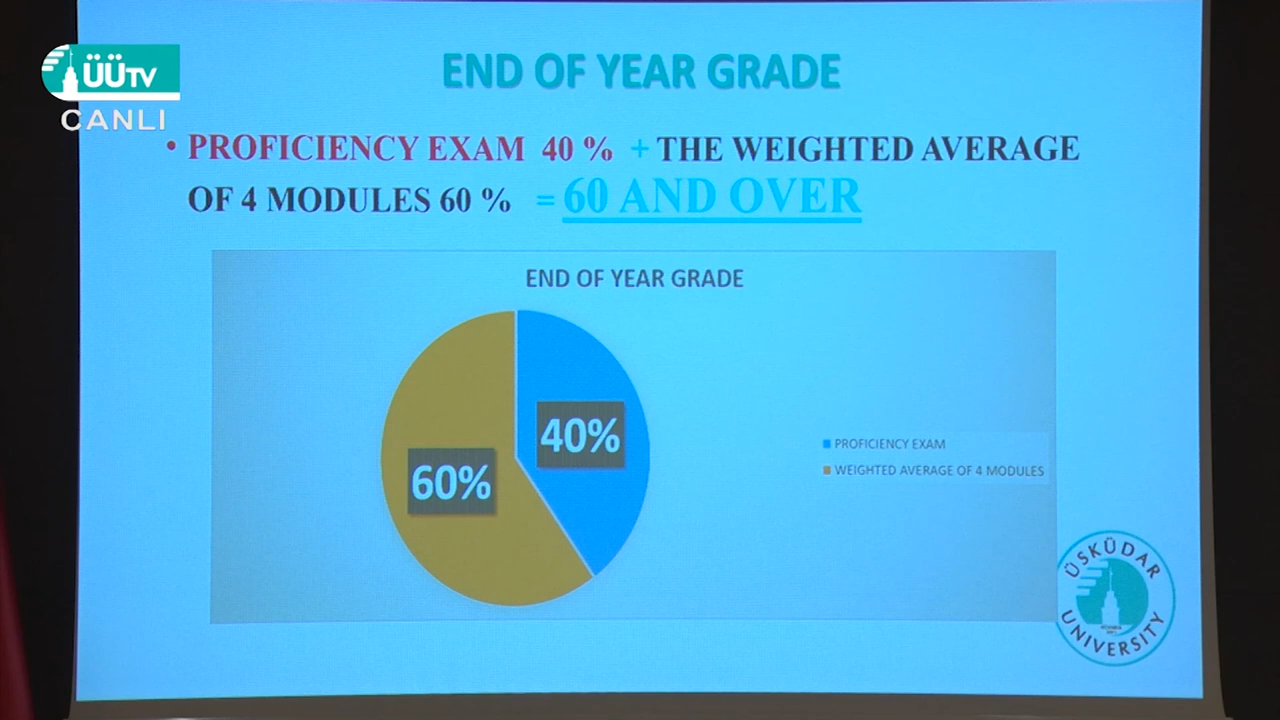 ÜÜTV
CANLI
END OF YEAR GRADE
• PROFICIENCY EXAM 40 % + THE WEIGHTED AVERAGE
OF 4 MODULES 60 % = 60 AND OVER
END OF YEAR GRADE
40%
60%
PROFICIENCY EXAM
WEIGHTED AVERAGE OF 4 MODULES
ÜSKÜDAR
UNIVERSITY